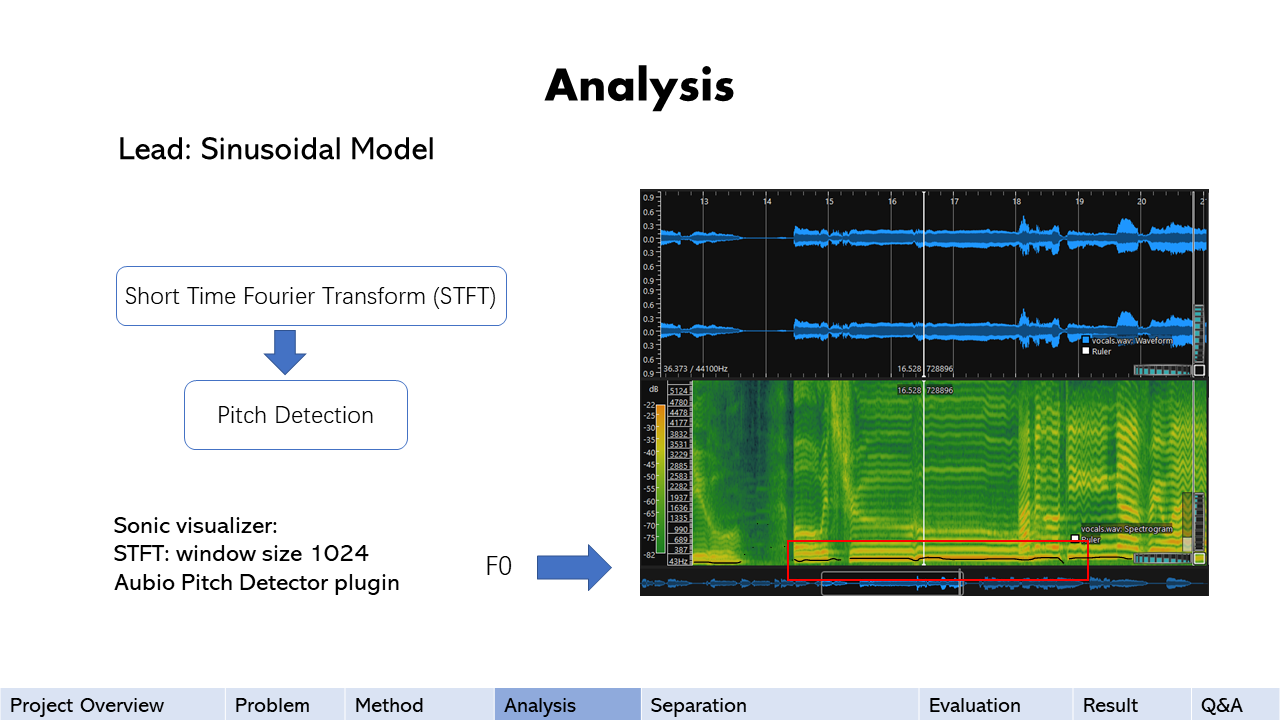 Analysis
Lead: Sinusoidal Model
Short Time Fourier Transform (STFT)
Pitch Detection
Sonic visualizer:
STFT: window size 1024
Aubio Pitch Detector plugin
F0
13 14 15 16 17 18 19 20 2
0.9
0.6
0.3
0.0
0.3
0.6
0.9
0.9
0.6
0.3
0.0
0.3
0.6
0.9
vocals.wav: Waveform
Ruler
36.373 / 44100Hz
16.528 728896
dB
16.528 728896
5124
4780
4478
4177
3832
3531
3229
2885
2583
2282
1937
1636
1335
990
689
387
43Hz
-22
-25
-30
-35
-40
-45
-50
-55
-60
-65
-70
-75
-82
vocals.wav: Spectrogram
Ruler
Project Overview
Problem
Method
Analysis
Separation
Evaluation
Result
Q&A